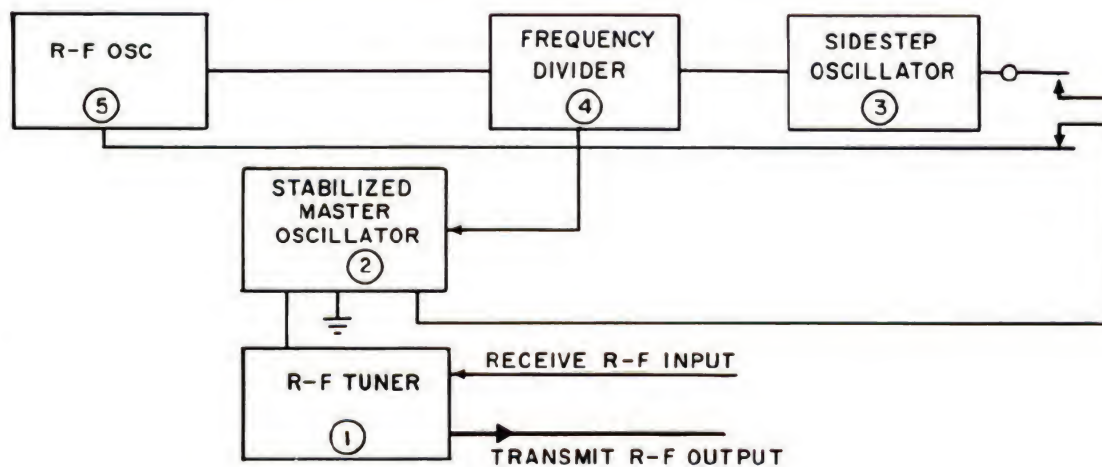 R-F OSC
5
FREQUENCY
DIVIDER
4
SIDESTEP
OSCILLATOR
3
STABILIZED
MASTER
OSCILLATOR
2
R-F TUNER
1
RECEIVE R-F INPUT
TRANSMIT R-F OUTPUT